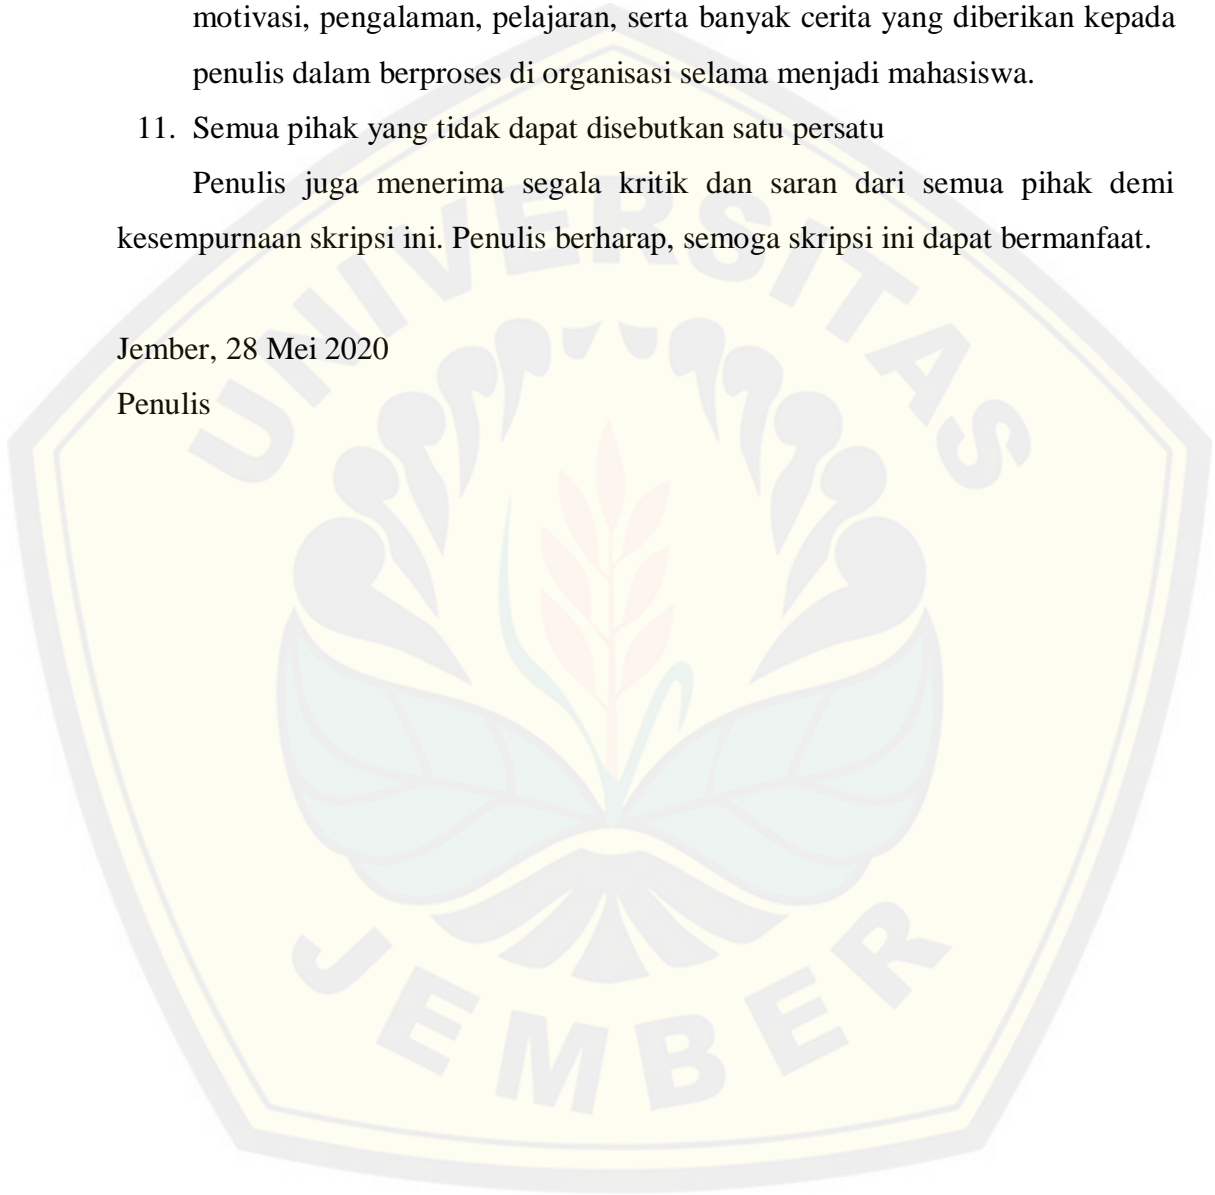 motivasi, pengalaman, pelajaran, serta banyak cerita yang diberikan kepada
penulis dalam berproses di organisasi selama menjadi mahasiswa.
11. Semua pihak yang tidak dapat disebutkan satu persatu
Penulis juga menerima segala kritik dan saran dari semua pihak demi
kesempurnaan skripsi ini. Penulis berharap, semoga skripsi ini dapat bermanfaat.
Jember, 28 Mei 2020
Penulis
UNIVERSITAS
JEMBER